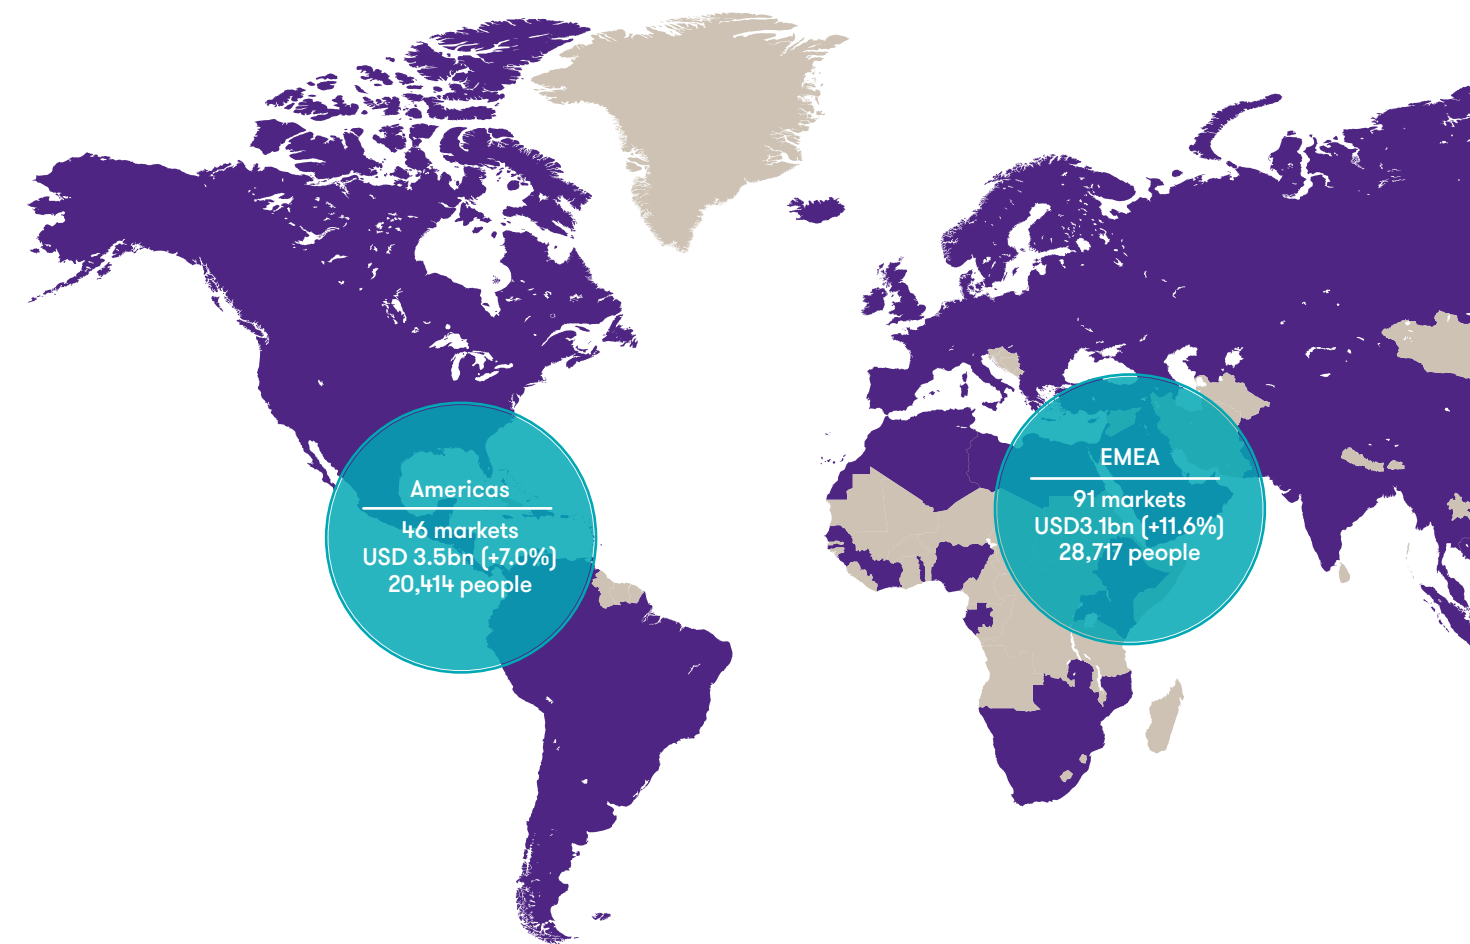 Americas
46 markets
USD 3.5bn (+7.0%)
20,414 people
EMEA
91 markets
USD3.1bn (+11.6%)
28,717 people